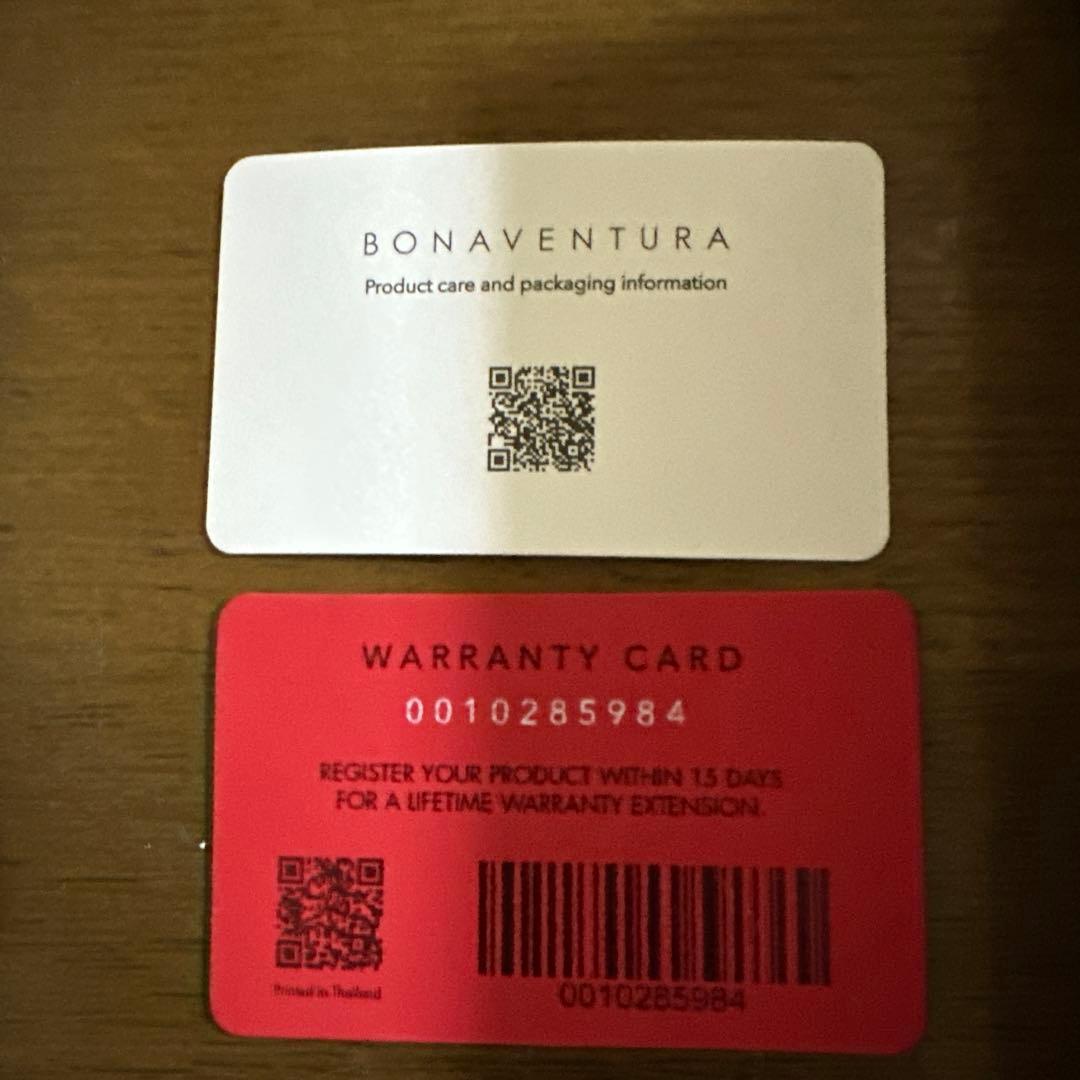 BONAVENTURA
Product care and packaging information
WARRANTY CARD
0010285984
REGISTER YOUR PRODUCT WITHIN 15 DAYS
FOR A LIFETIME WARRANTY EXTENSION.
Printed in Thailand
0010285984